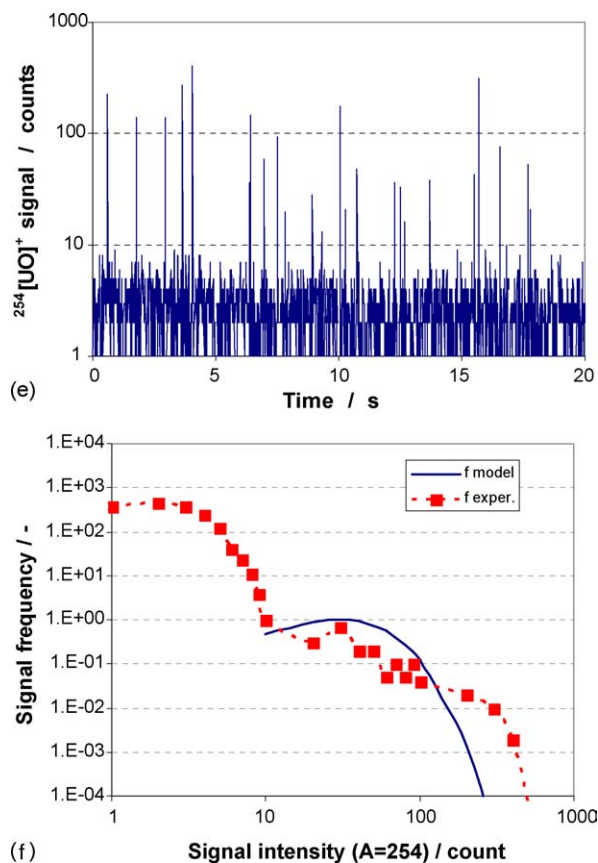 1000
100
10
1
²⁵⁴[UO]⁺ signal / counts
0 5 10 15 20
Time / s
(e)
1.E+04
1.E+03
1.E+02
1.E+01
1.E+00
1.E-01
1.E-02
1.E-03
1.E-04
Signal frequency / -
f model
f exper.
1 10 100 1000
Signal intensity (A=254) / count
(f)